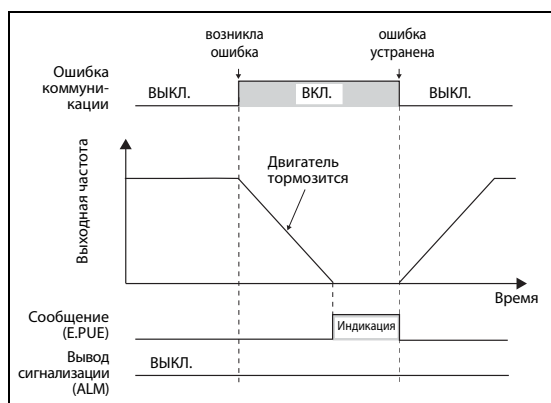 возникла
ошибка
ошибка
устранена
Ошибка
коммуни-
кации
ВЫКЛ.
ВКЛ.
ВЫКЛ.
Выходная частота
Двигатель
тормозится
Время
Сообщение
(E.PUE)
Индикация
Вывод
сигнализации
(ALM)
ВЫКЛ.